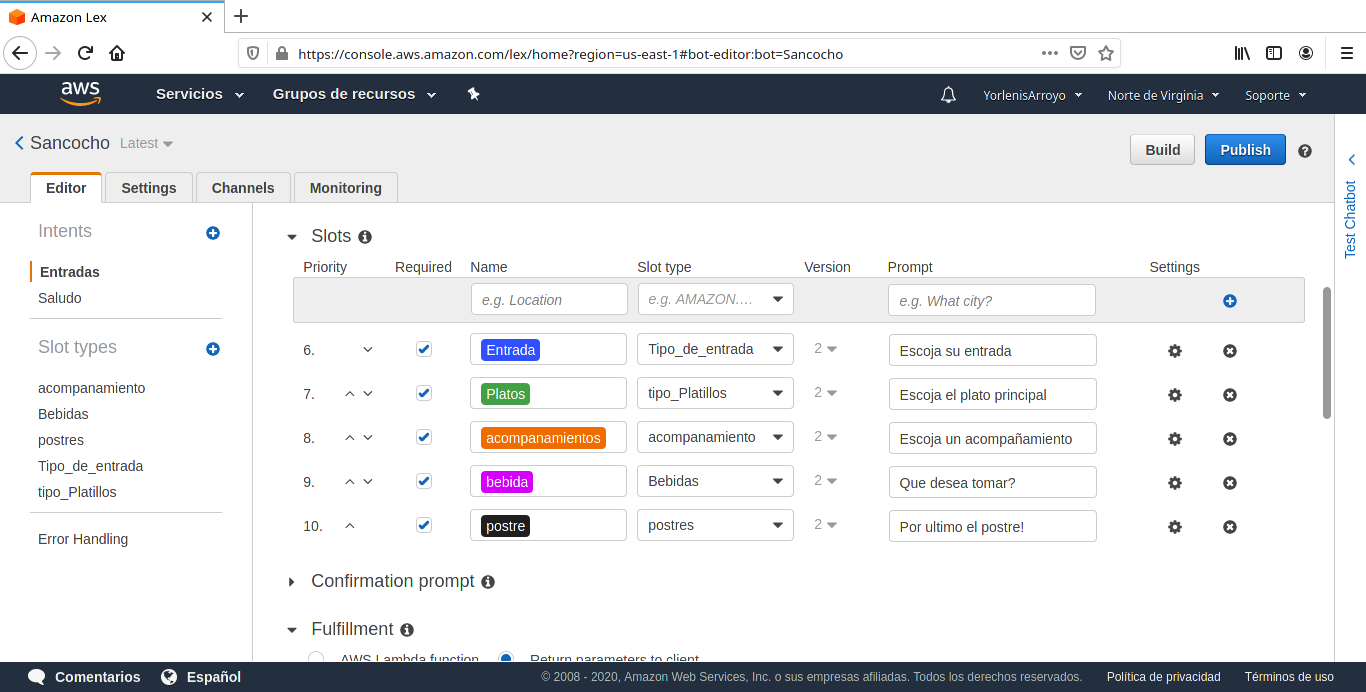 Amazon Lex
https://console.aws.amazon.com/lex/home?region=us-east-1#bot-editor:bot=Sancocho
aws Servicios Grupos de recursos YorlenisArroyo Norte de Virginia Soporte
Sancocho Latest
Build Publish
Test Chatbot
Editor Settings Channels Monitoring
Intents
Entradas
Saludo
Slot types
acompanamiento
Bebidas
postres
Tipo_de_entrada
tipo_Platillos
Error Handling
Slots
Priority Required Name Slot type Version Prompt Settings
e.g. Location e.g. AMAZON.... e.g. What city?
6. Entrada Tipo_de_entrada 2 Escoja su entrada
7. Platos tipo_Platillos 2 Escoja el plato principal
8. acompanamientos acompanamiento 2 Escoja un acompañamiento
9. bebida Bebidas 2 Que desea tomar?
10. postre postres 2 Por ultimo el postre!
Confirmation prompt
Fulfillment
AWS Lambda function Return parameters to client
Comentarios Español © 2008 - 2020, Amazon Web Services, Inc. o sus empresas afiliadas. Todos los derechos reservados. Política de privacidad Términos de uso